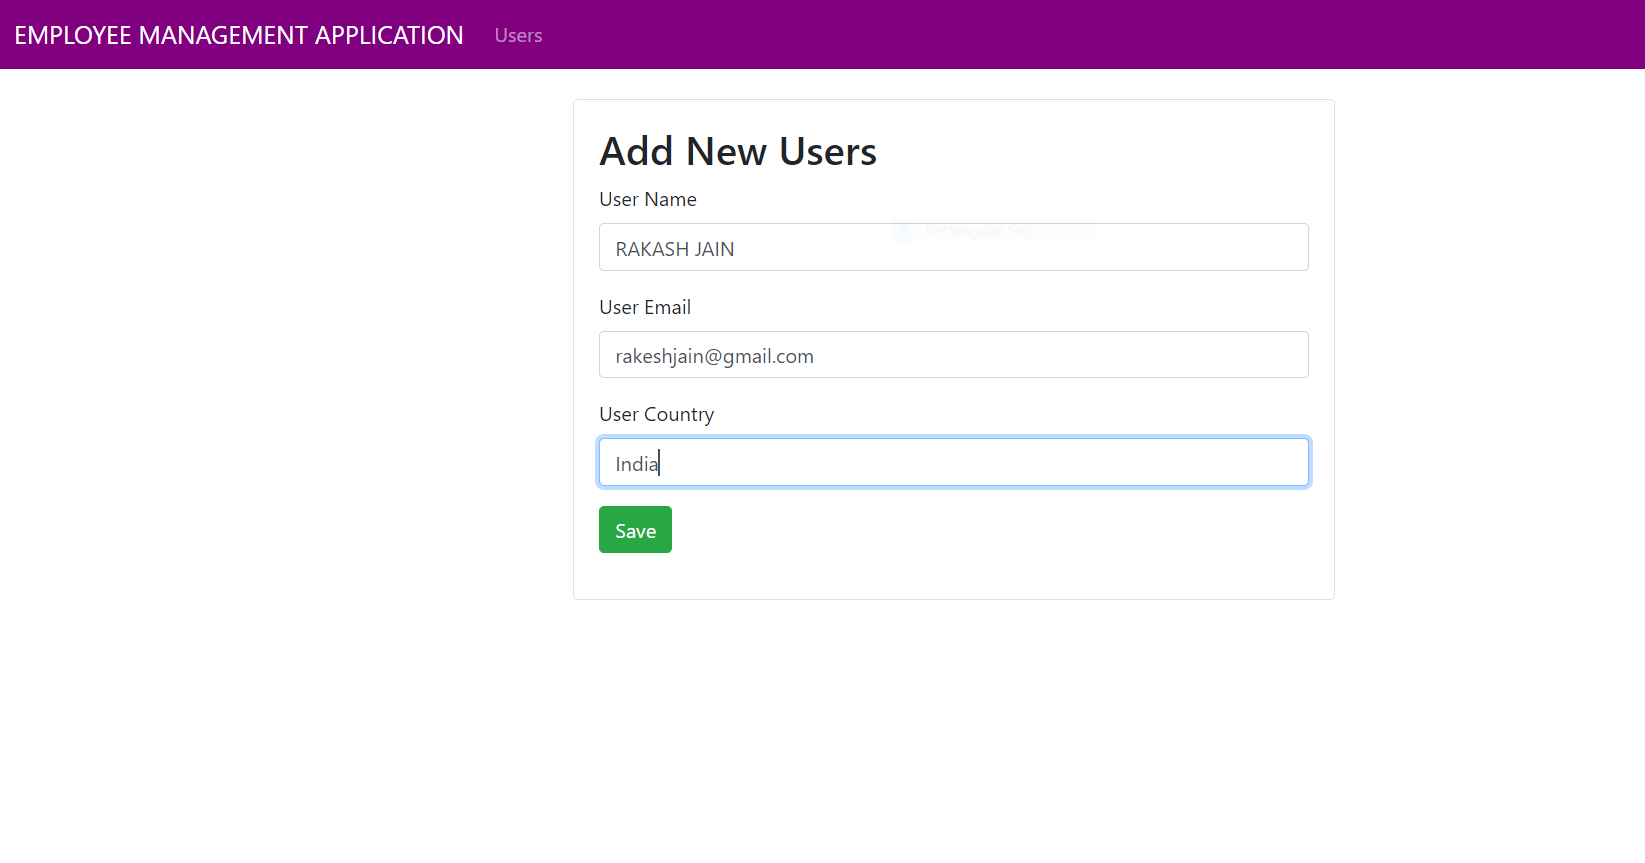 EMPLOYEE MANAGEMENT APPLICATION Users
Add New Users
User Name
Rectangular Snip
RAKASH JAIN
User Email
rakeshjain@gmail.com
User Country
India
Save